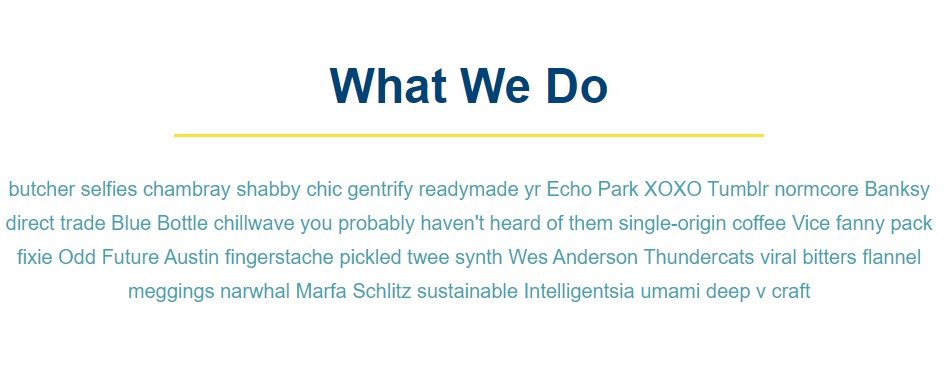 What We Do
butcher selfies chambray shabby chic gentrify readymade yr Echo Park XOXO Tumblr normcore Banksy
direct trade Blue Bottle chillwave you probably haven't heard of them single-origin coffee Vice fanny pack
fixie Odd Future Austin fingerstache pickled twee synth Wes Anderson Thundercats viral bitters flannel
meggings narwhal Marfa Schlitz sustainable Intelligentsia umami deep v craft